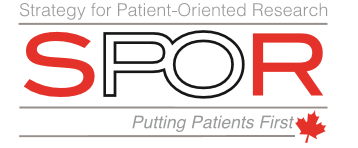 Strategy for Patient-Oriented Research
SPOR
Putting Patients First